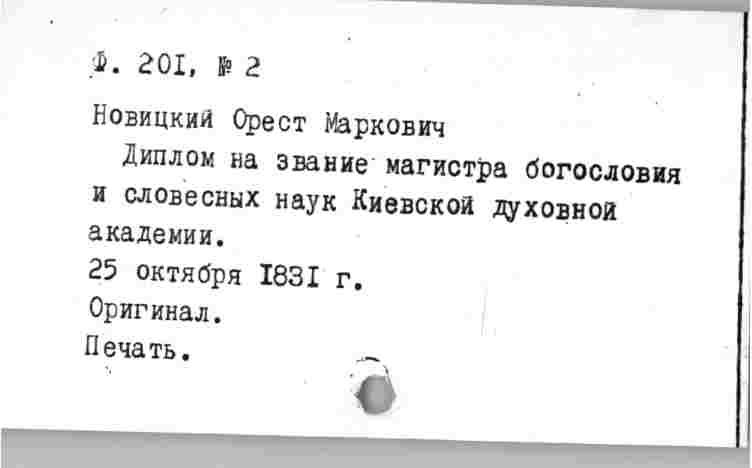 Ф. 201, № 2
Новицкий Орест Маркович
Диплом на звание магистра богословия
и словесных наук Киевской духовной
академии.
25 октября 1831 г.
Оригинал.
Печать.